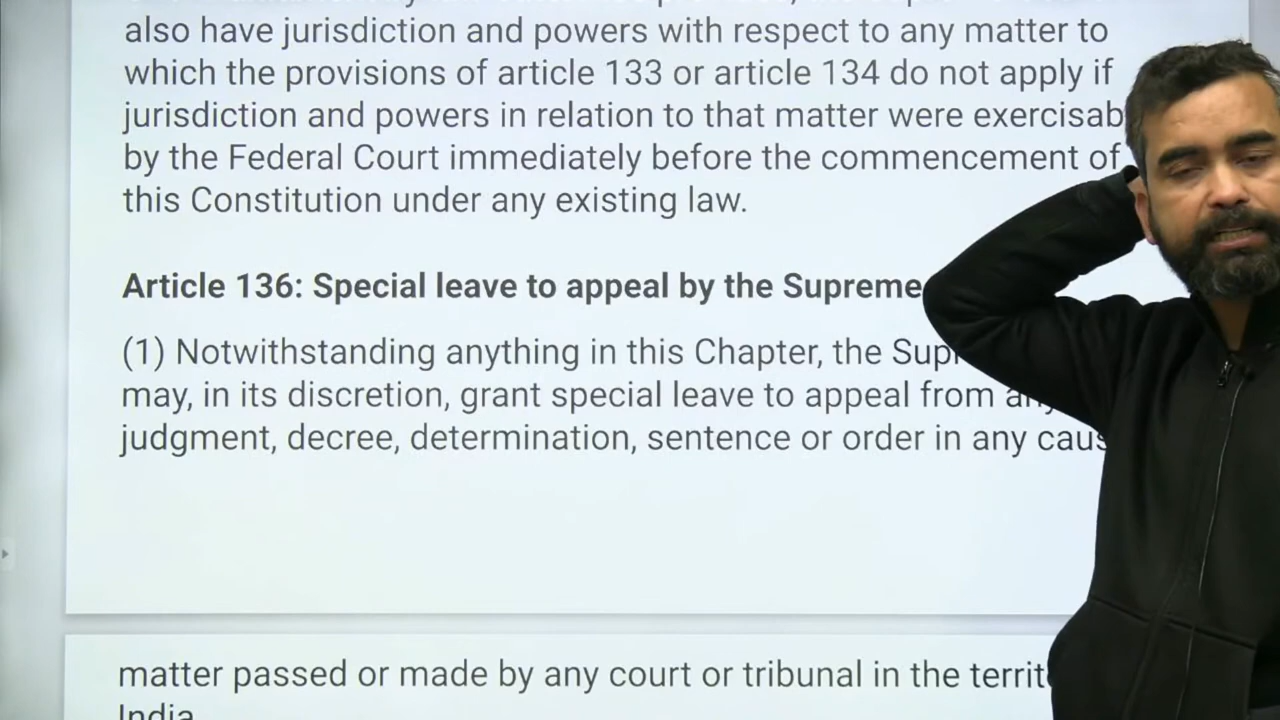 also have jurisdiction and powers with respect to any matter to
which the provisions of article 133 or article 134 do not apply if
jurisdiction and powers in relation to that matter were exercisab
by the Federal Court immediately before the commencement of
this Constitution under any existing law.
Article 136: Special leave to appeal by the Supreme
(1) Notwithstanding anything in this Chapter, the Sup
may, in its discretion, grant special leave to appeal from any
judgment, decree, determination, sentence or order in any caus
matter passed or made by any court or tribunal in the territ
India